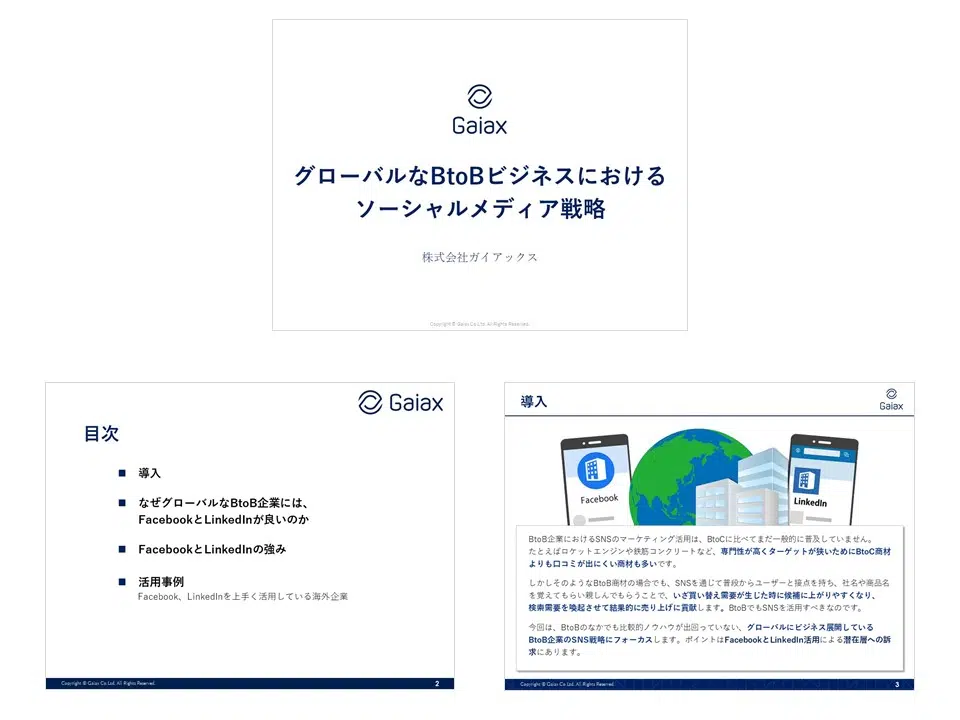 Gaiax
グローバルなBtoBビジネスにおける
ソーシャルメディア戦略
株式会社ガイアックス
Copyright © Gaiax Co.Ltd. All Rights Reserved.
Gaiax
目次
■ 導入
■ なぜグローバルなBtoB企業には、
FacebookとLinkedInが良いのか
■ FacebookとLinkedInの強み
■ 活用事例
Facebook、LinkedInを上手く活用している海外企業
Copyright © Gaiax Co.Ltd. All Rights Reserved.
2
導入
Gaiax
Facebook
LinkedIn
BtoB企業におけるSNSのマーケティング活用は、BtoCに比べてまだ一般的に普及していません。
たとえばロケットエンジンや鉄筋コンクリートなど、専門性が高くターゲットが狭いためにBtoC商材
よりも口コミが出にくい商材も多いです。
しかしそのようなBtoB商材の場合でも、SNSを通じて普段からユーザーと接点を持ち、社名や商品名
を覚えてもらい親しんでもらうことで、いざ買い替え需要が生じた時に候補に上がりやすくなり、
検索需要を喚起させて結果的に売り上げに貢献します。BtoBでもSNSを活用すべきなのです。
今回は、BtoBのなかでも比較的ノウハウが出回っていない、グローバルにビジネス展開している
BtoB企業のSNS戦略にフォーカスします。ポイントはFacebookとLinkedIn活用による潜在層への訴
求にあります。
Copyright © Gaiax Co.Ltd. All Rights Reserved.
3